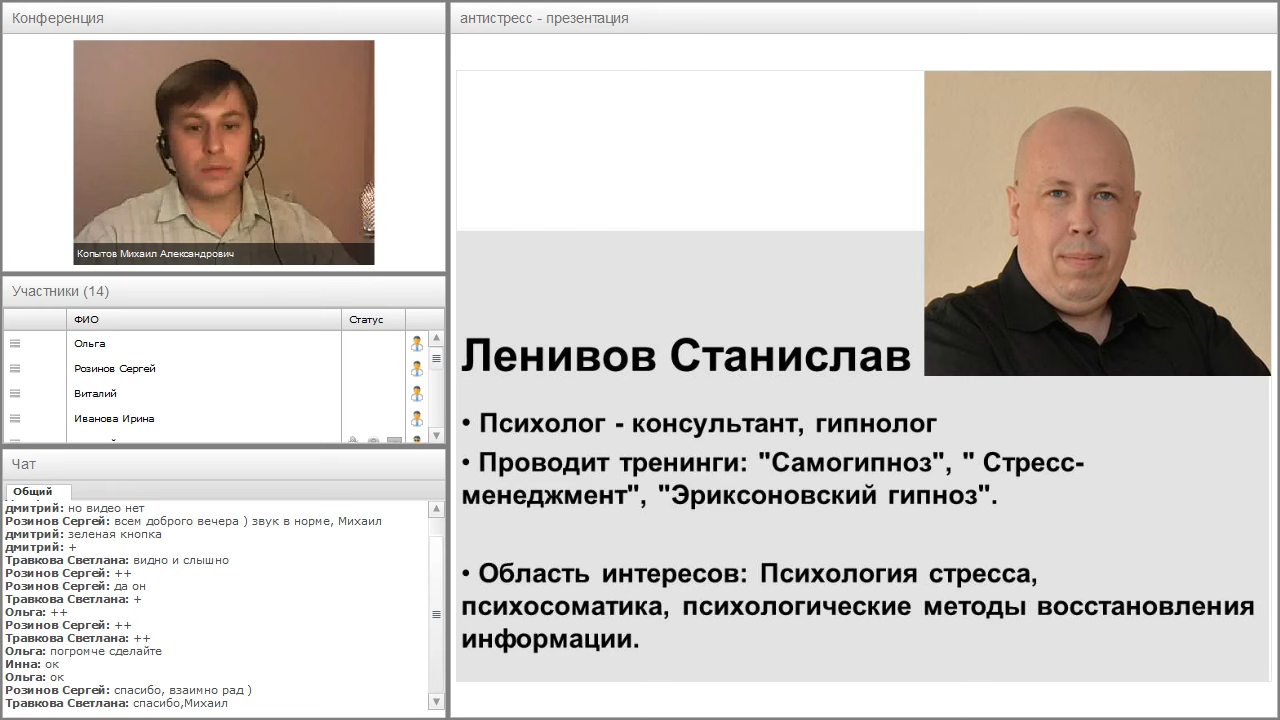 Конференция
Копытов Михаил Александрович
Участники (14)
ФИО Статус
Ольга
Розинов Сергей
Виталий
Иванова Ирина
Чат
Общий
дмитрий: но видео нет
Розинов Сергей: всем доброго вечера ) звук в норме, Михаил
дмитрий: зеленая кнопка
дмитрий: +
Травкова Светлана: видно и слышно
Розинов Сергей: ++
Розинов Сергей: да он
Травкова Светлана: +
Ольга: ++
Розинов Сергей: ++
Травкова Светлана: ++
Ольга: погромче сделайте
Инна: ок
Ольга: ок
Розинов Сергей: спасибо, взаимно рад )
Травкова Светлана: спасибо,Михаил
антистресс - презентация
Ленивов Станислав
• Психолог - консультант, гипнолог
• Проводит тренинги: "Самогипноз", " Стресс-
менеджмент", "Эриксоновский гипноз".
• Область интересов: Психология стресса,
психосоматика, психологические методы восстановления
информации.